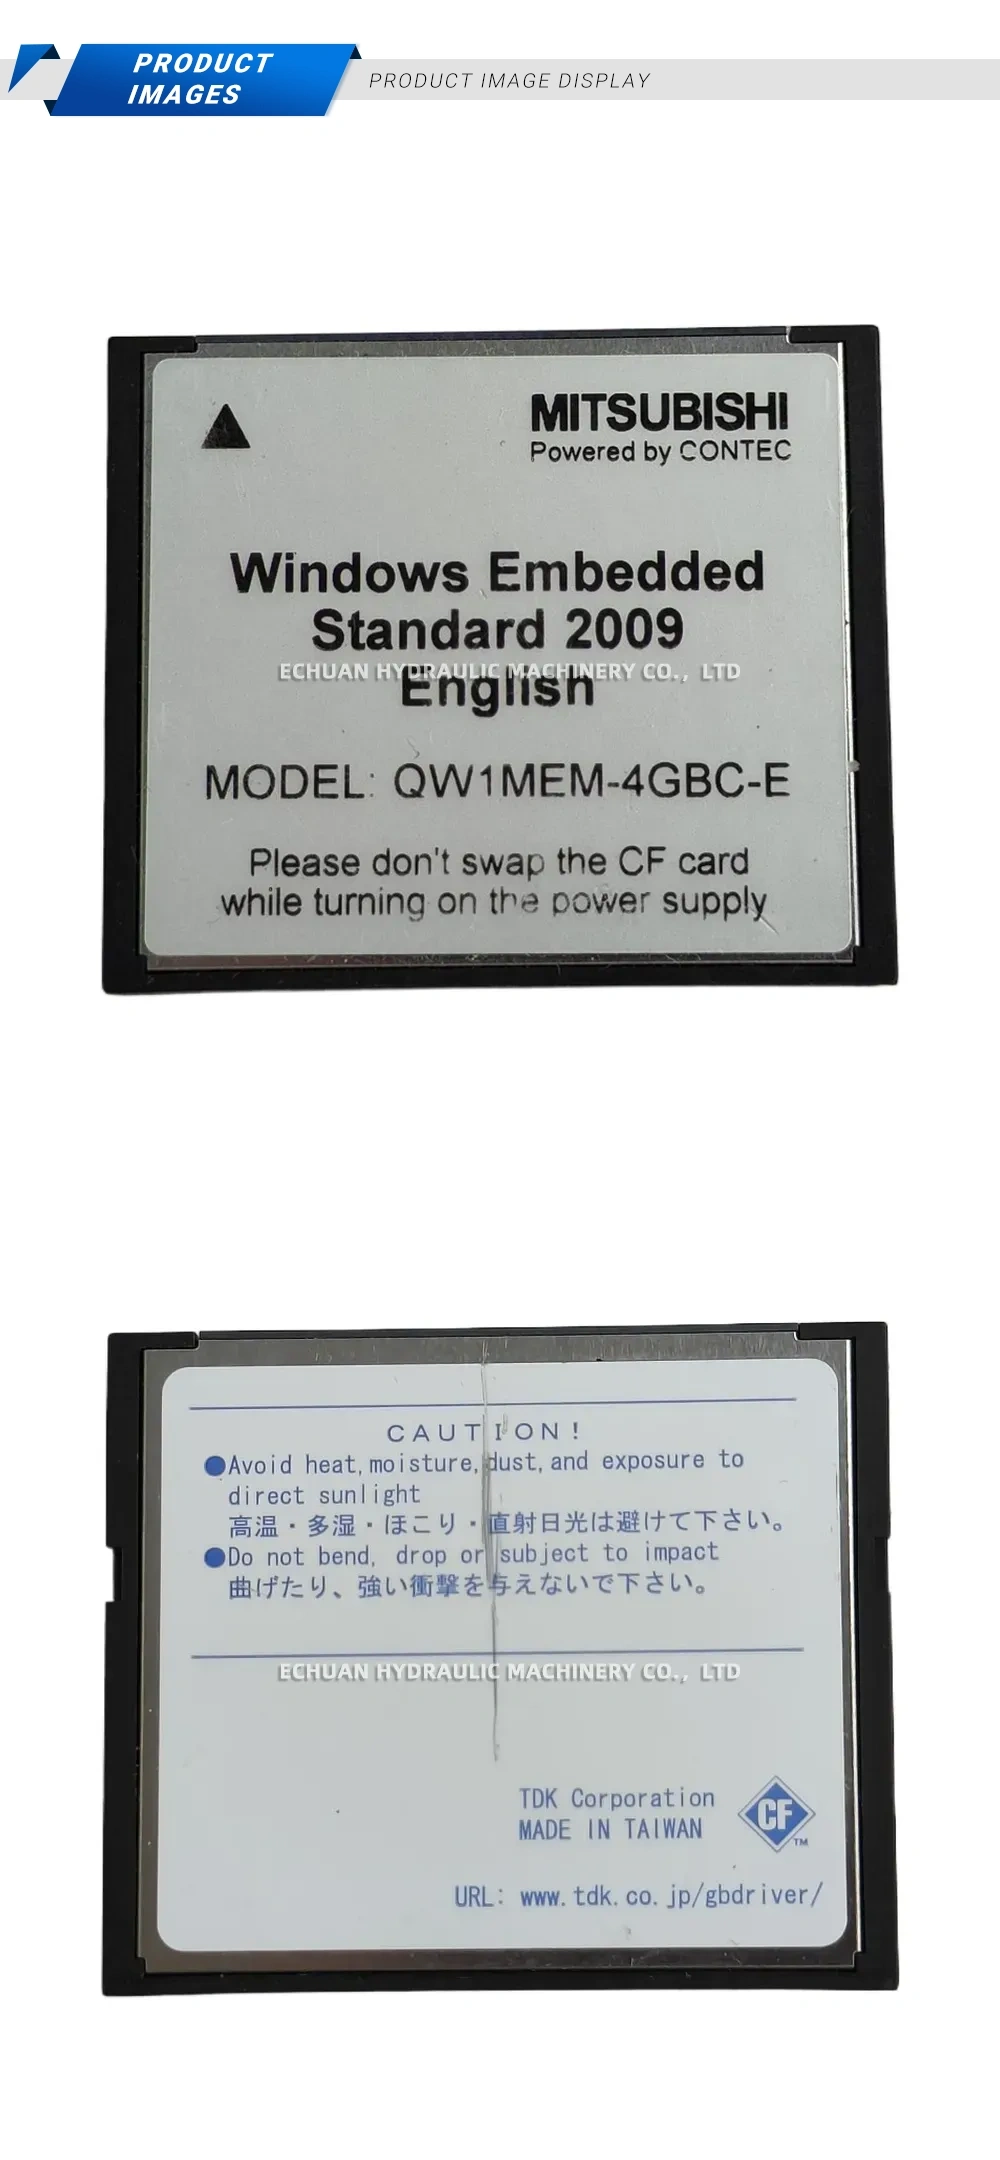 PRODUCT
IMAGES
PRODUCT IMAGE DISPLAY
MITSUBISHI
Powered by CONTEC
Windows Embedded
Standard 2009
ECHUAN HYDRAULIC MACHINERY CO., LTD
English
MODEL: QW1MEM-4GBC-E
Please don't swap the CF card
while turning on the power supply
CAUTION!
●Avoid heat, moisture, dust, and exposure to
direct sunlight
高温・多湿・ほこり・直射日光は避けて下さい。
●Do not bend, drop or subject to impact
曲げたり、強い衝撃を与えないで下さい。
ECHUAN HYDRAULIC MACHINERY CO., LTD
TDK Corporation
MADE IN TAIWAN
CF
TM
URL: www.tdk.co.jp/gbdriver/